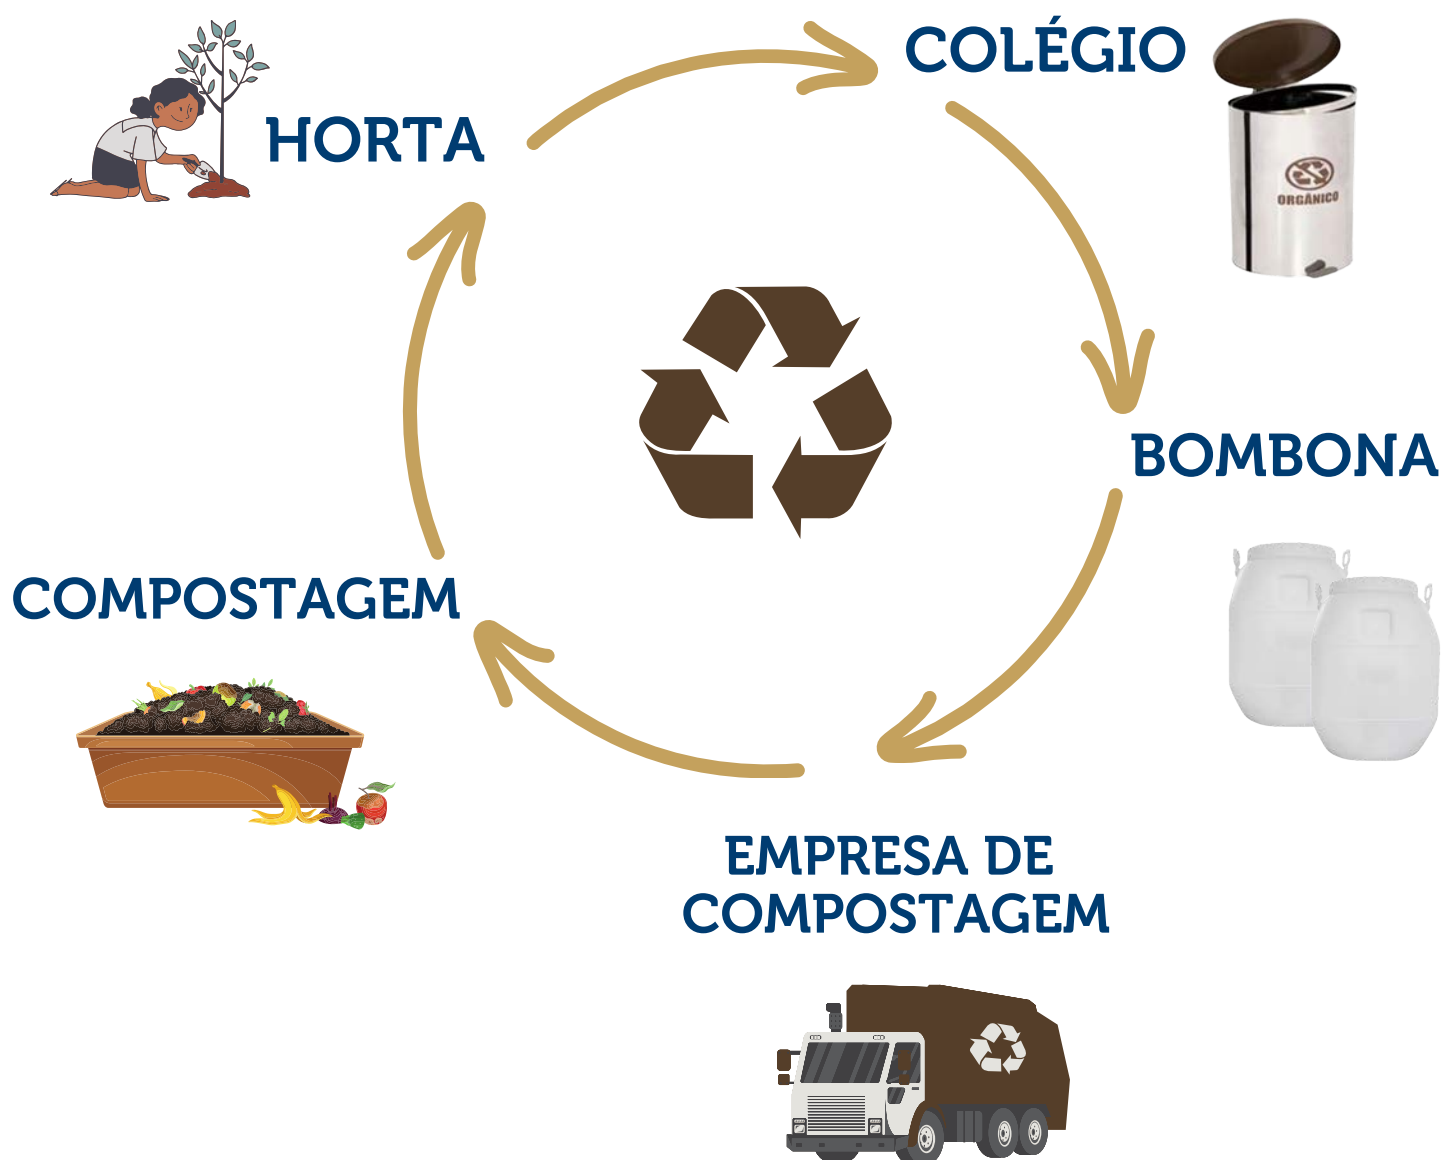 COLÉGIO
HORTA
ORGÂNICO
BOMBONA
COMPOSTAGEM
EMPRESA DE
COMPOSTAGEM